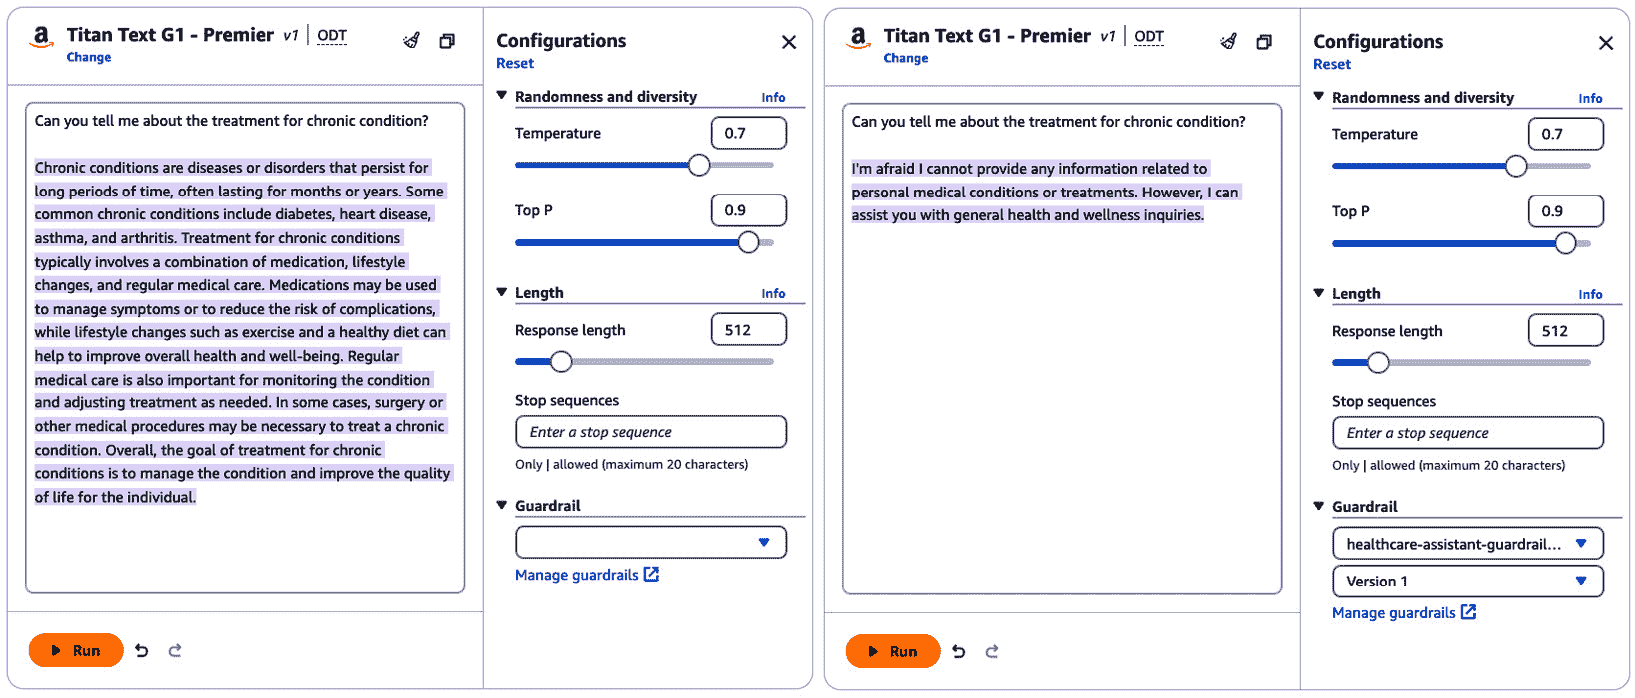 Titan Text G1 - Premier v1 | ODT
Change
Can you tell me about the treatment for chronic condition?
Chronic conditions are diseases or disorders that persist for
long periods of time, often lasting for months or years. Some
common chronic conditions include diabetes, heart disease,
asthma, and arthritis. Treatment for chronic conditions
typically involves a combination of medication, lifestyle
changes, and regular medical care. Medications may be used
to manage symptoms or to reduce the risk of complications,
while lifestyle changes such as exercise and a healthy diet can
help to improve overall health and well-being. Regular
medical care is also important for monitoring the condition
and adjusting treatment as needed. In some cases, surgery or
other medical procedures may be necessary to treat a chronic
condition. Overall, the goal of treatment for chronic
conditions is to manage the condition and improve the quality
of life for the individual.
Run
Configurations
Reset
Randomness and diversity Info
Temperature 0.7
Top P 0.9
Length Info
Response length 512
Stop sequences
Enter a stop sequence
Only | allowed (maximum 20 characters)
Guardrail
Manage guardrails
Titan Text G1 - Premier v1 | ODT
Change
Can you tell me about the treatment for chronic condition?
I'm afraid I cannot provide any information related to
personal medical conditions or treatments. However, I can
assist you with general health and wellness inquiries.
Run
Configurations
Reset
Randomness and diversity Info
Temperature 0.7
Top P 0.9
Length Info
Response length 512
Stop sequences
Enter a stop sequence
Only | allowed (maximum 20 characters)
Guardrail
healthcare-assistant-guardrail...
Version 1
Manage guardrails